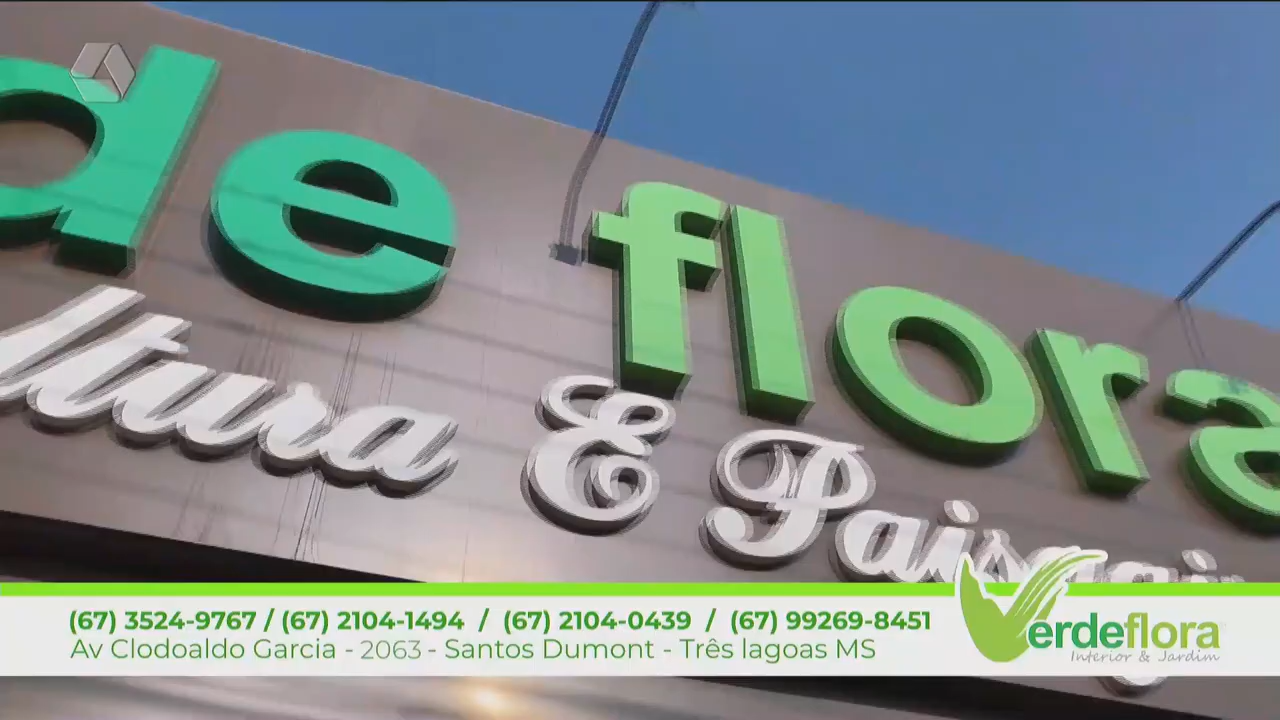 de flora
ltura E Paisagi
(67) 3524-9767 / (67) 2104-1494 / (67) 2104-0439 / (67) 99269-8451
Av Clodoaldo Garcia - 2063 - Santos Dumont - Três lagoas MS
Verdeflora
Interior & Jardim